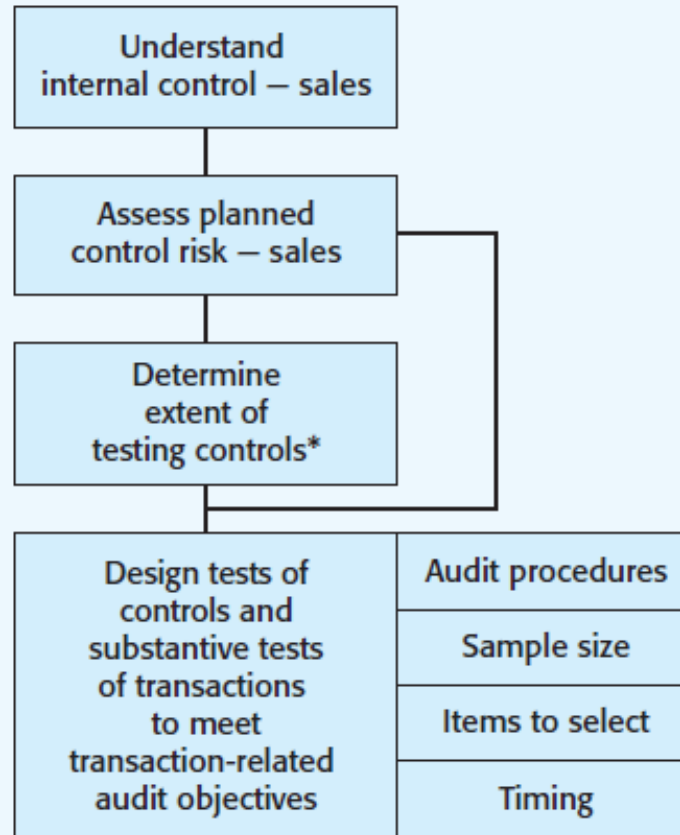 Understand
internal control — sales
Assess planned
control risk — sales
Determine
extent of
testing controls*
Design tests of
controls and
substantive tests
of transactions
to meet
transaction-related
audit objectives
Audit procedures
Sample size
Items to select
Timing